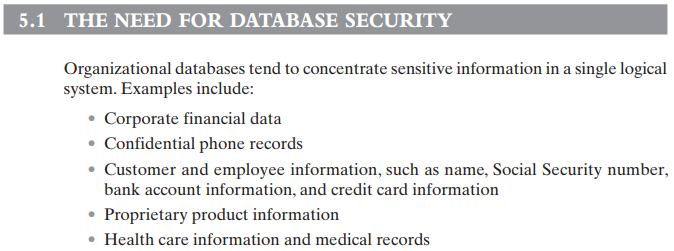 5.1 THE NEED FOR DATABASE SECURITY
Organizational databases tend to concentrate sensitive information in a single logical
system. Examples include:
• Corporate financial data
• Confidential phone records
• Customer and employee information, such as name, Social Security number,
bank account information, and credit card information
• Proprietary product information
• Health care information and medical records